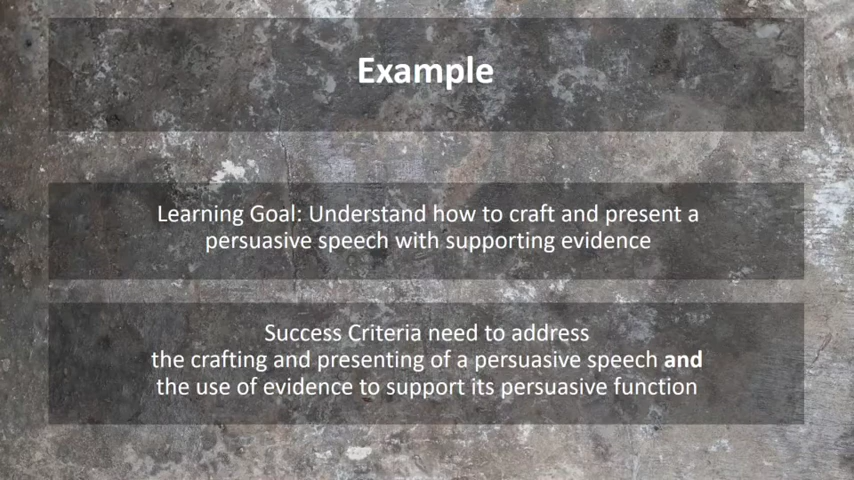 Example
Learning Goal: Understand how to craft and present a
persuasive speech with supporting evidence
Success Criteria need to address
the crafting and presenting of a persuasive speech and
the use of evidence to support its persuasive function